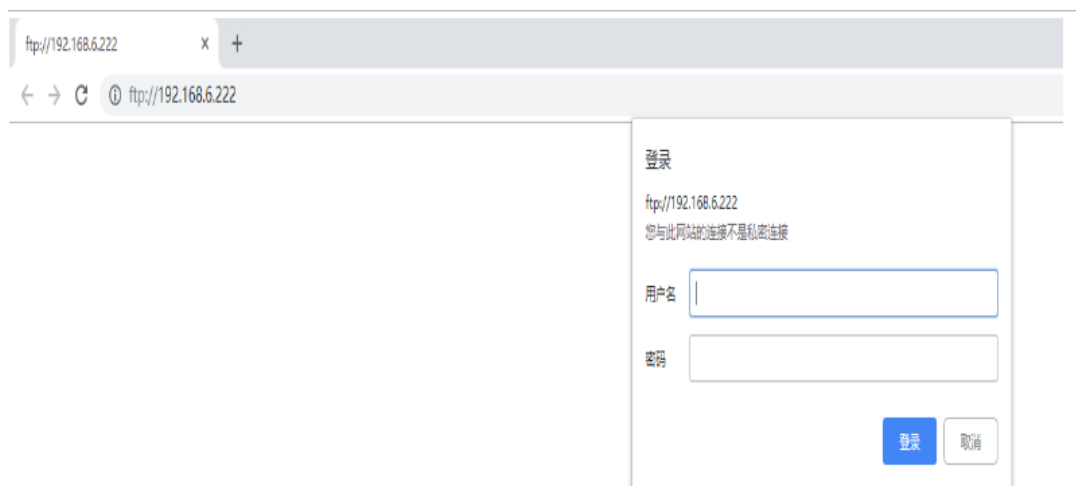 ftp://192.168.6.222
ftp://192.168.6.222
登录
ftp://192.168.6.222
您与此网站的连接不是私密连接
用户名
密码
登录 取消